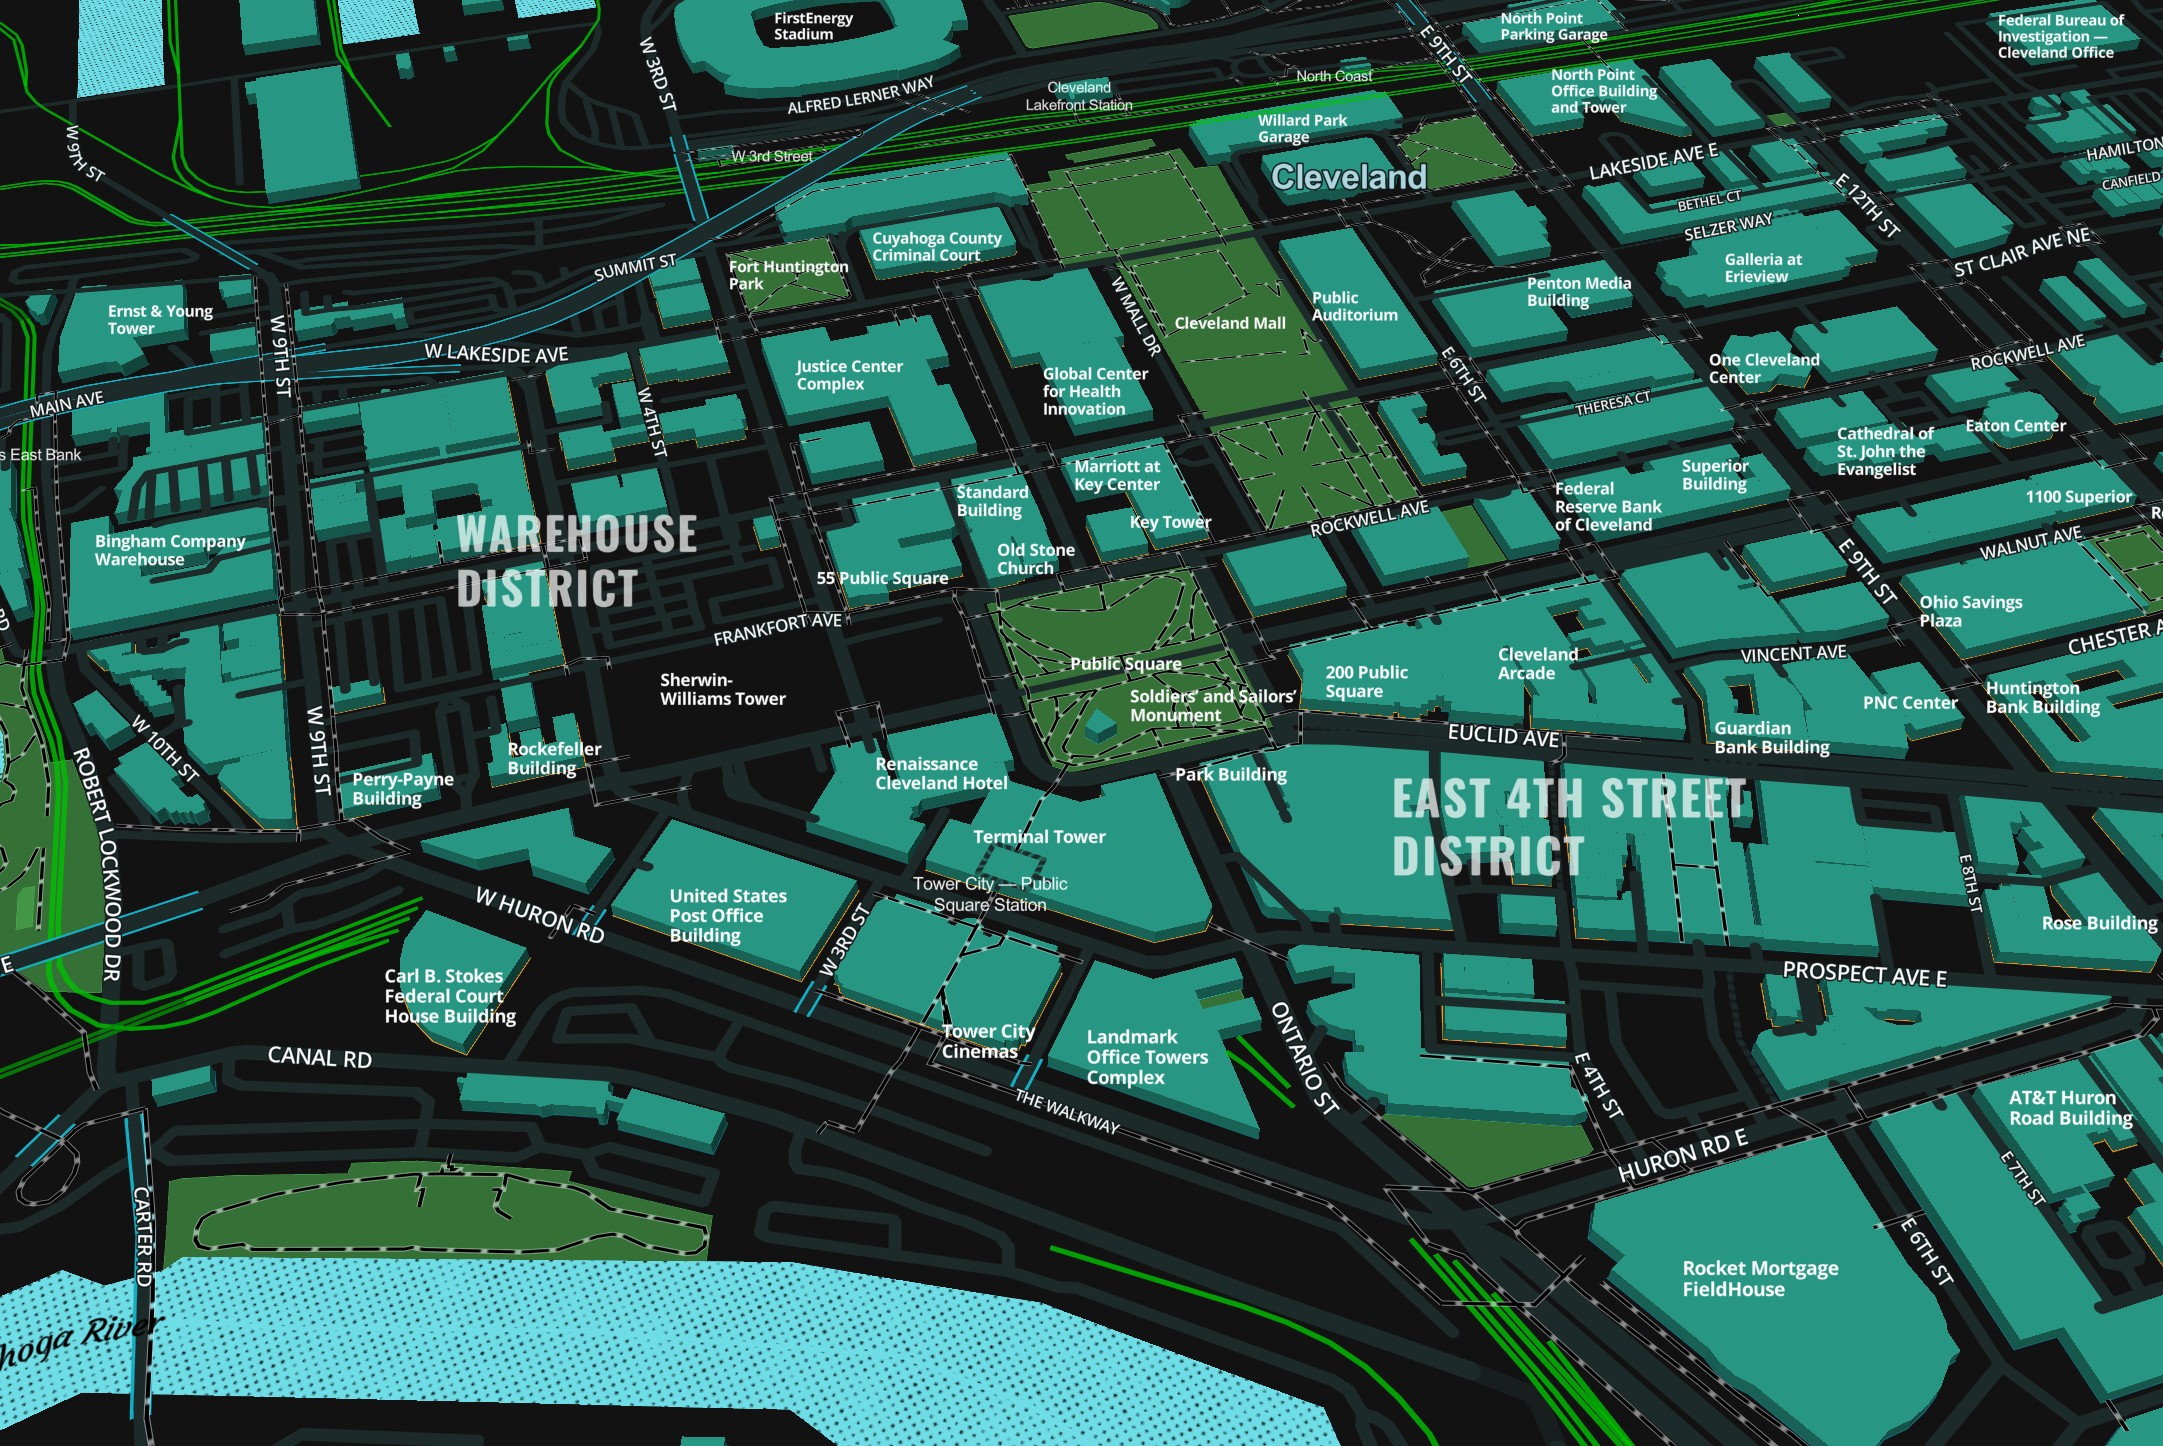 FirstEnergy
Stadium
North Point
Parking Garage
Federal Bureau of
Investigation —
Cleveland Office
W 3RD ST
E 9TH ST
ALFRED LERNER WAY
Cleveland
Lakefront Station
North Coast
North Point
Office Building
and Tower
Willard Park
Garage
W 9TH ST
W 3rd Street
Cleveland
LAKESIDE AVE E
HAMILTON
CANFIELD
BETHEL CT
E 12TH ST
SELZER WAY
Cuyahoga County
Criminal Court
SUMMIT ST
Fort Huntington
Park
Galleria at
Erieview
ST CLAIR AVE NE
Ernst & Young
Tower
W MALL DR
Public
Auditorium
Penton Media
Building
Cleveland Mall
W 9TH ST
W LAKESIDE AVE
Justice Center
Complex
Global Center
for Health
Innovation
E 6TH ST
One Cleveland
Center
ROCKWELL AVE
MAIN AVE
W 4TH ST
THERESA CT
s East Bank
Cathedral of
St. John the
Evangelist
Eaton Center
Marriott at
Key Center
Superior
Building
Standard
Building
Federal
Reserve Bank
of Cleveland
1100 Superior
Key Tower
ROCKWELL AVE
WAREHOUSE
DISTRICT
Bingham Company
Warehouse
Old Stone
Church
WALNUT AVE
E 9TH ST
55 Public Square
Ohio Savings
Plaza
FRANKFORT AVE
CHESTER A
RD
Public Square
200 Public
Square
Cleveland
Arcade
VINCENT AVE
Sherwin-
Williams Tower
Soldiers’ and Sailors’
Monument
PNC Center
Huntington
Bank Building
W 10TH ST
W 9TH ST
EUCLID AVE
Guardian
Bank Building
Rockefeller
Building
Perry-Payne
Building
Renaissance
Cleveland Hotel
Park Building
ROBERT LOCKWOOD DR
EAST 4TH STREET
DISTRICT
Terminal Tower
Tower City — Public
Square Station
E 8TH ST
W HURON RD
United States
Post Office
Building
W 3RD ST
Rose Building
E
Carl B. Stokes
Federal Court
House Building
PROSPECT AVE E
Tower City
Cinemas
Landmark
Office Towers
Complex
ONTARIO ST
CANAL RD
E 4TH ST
THE WALKWAY
AT&T Huron
Road Building
HURON RD E
E 7TH ST
CARTER RD
E 6TH ST
Rocket Mortgage
FieldHouse
hoga River